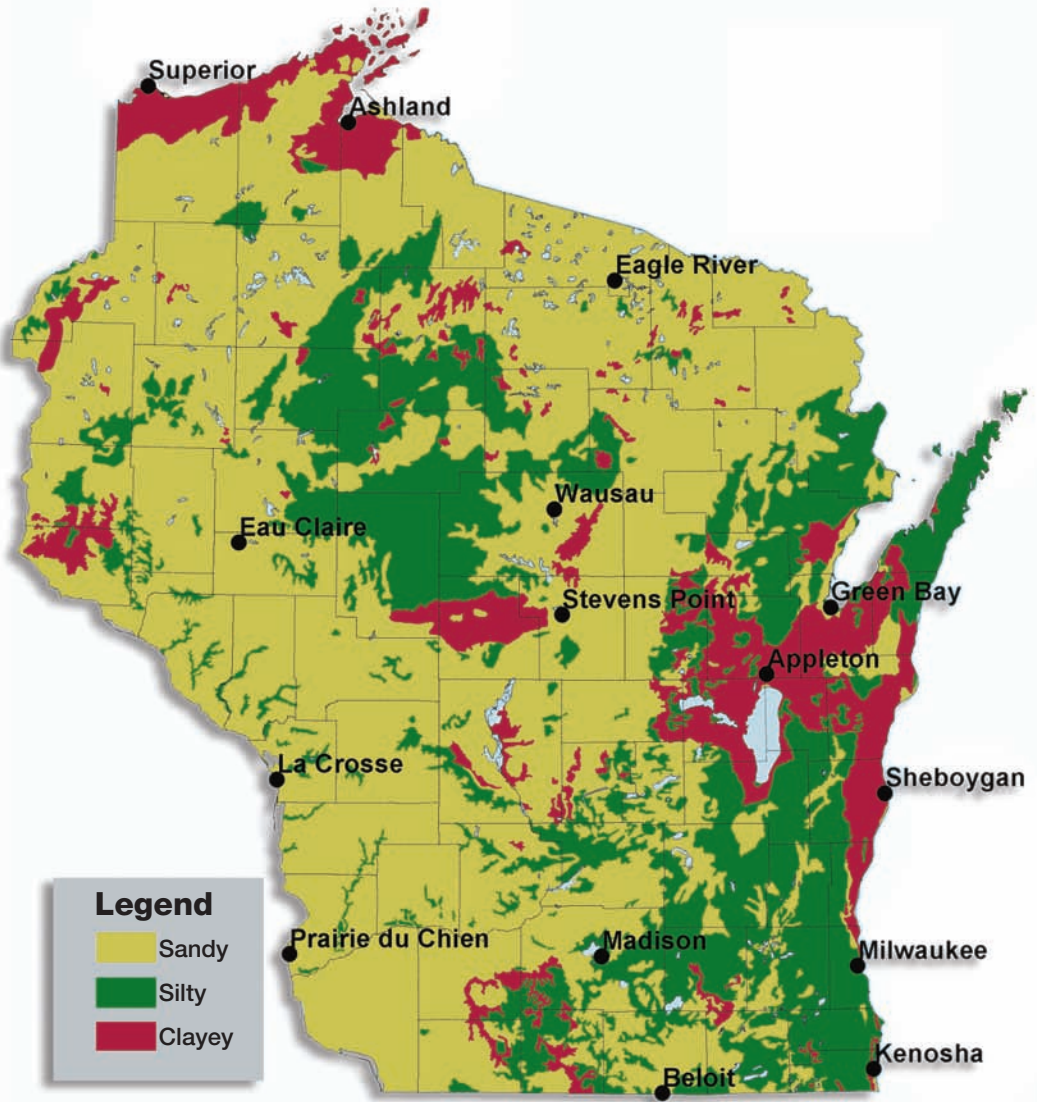 Superior
Ashland
Eagle River
Wausau
Eau Claire
Stevens Point
Green Bay
Appleton
La Crosse
Sheboygan
Legend
Sandy
Silty
Clayey
Prairie du Chien
Madison
Milwaukee
Kenosha
Beloit